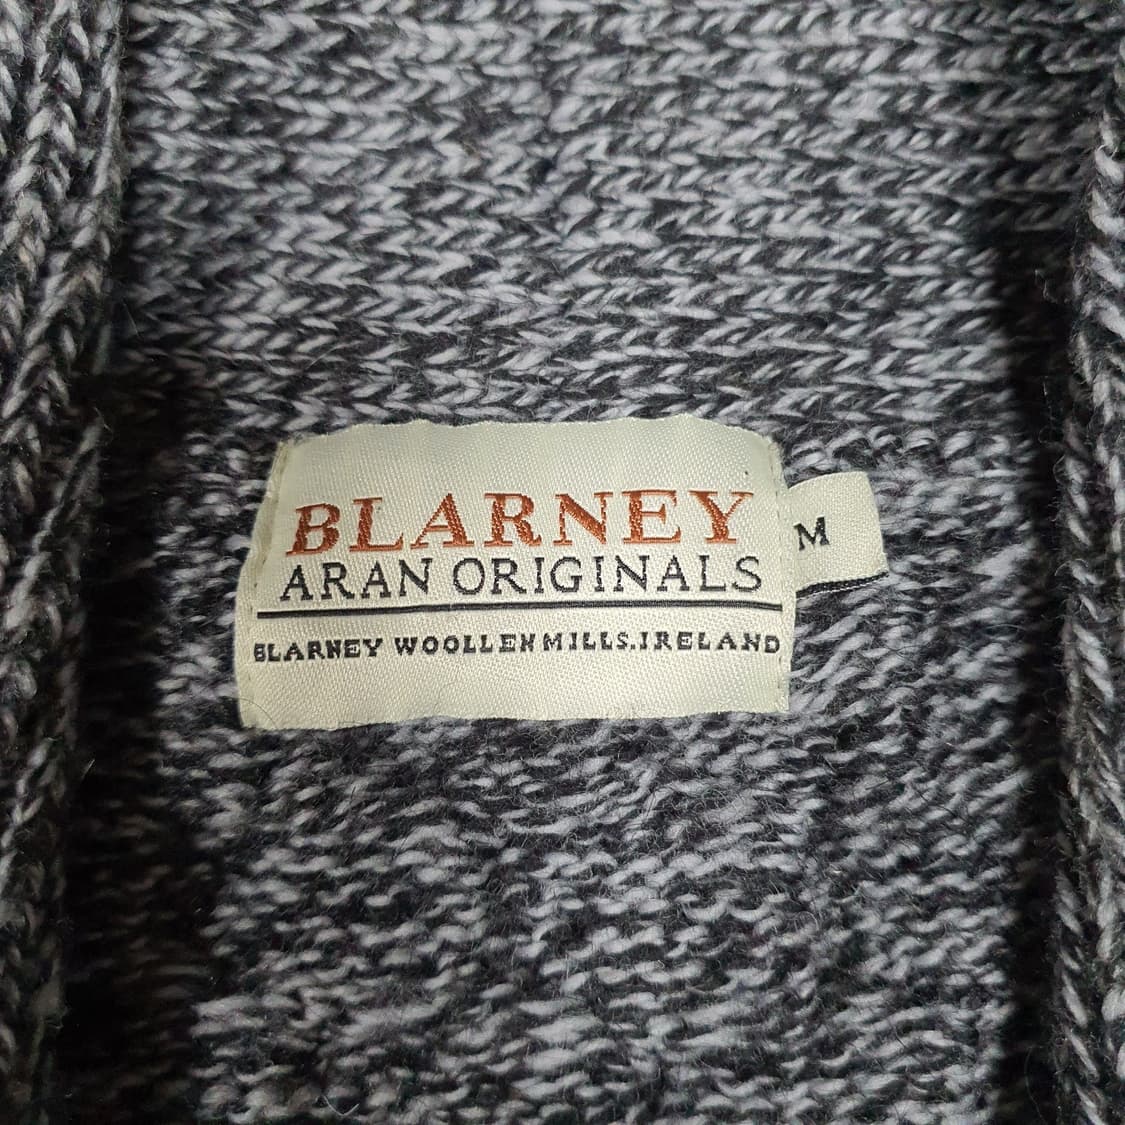 BLARNEY
ARAN ORIGINALS
BLARNEY WOOLLEN MILLS.IRELAND
M